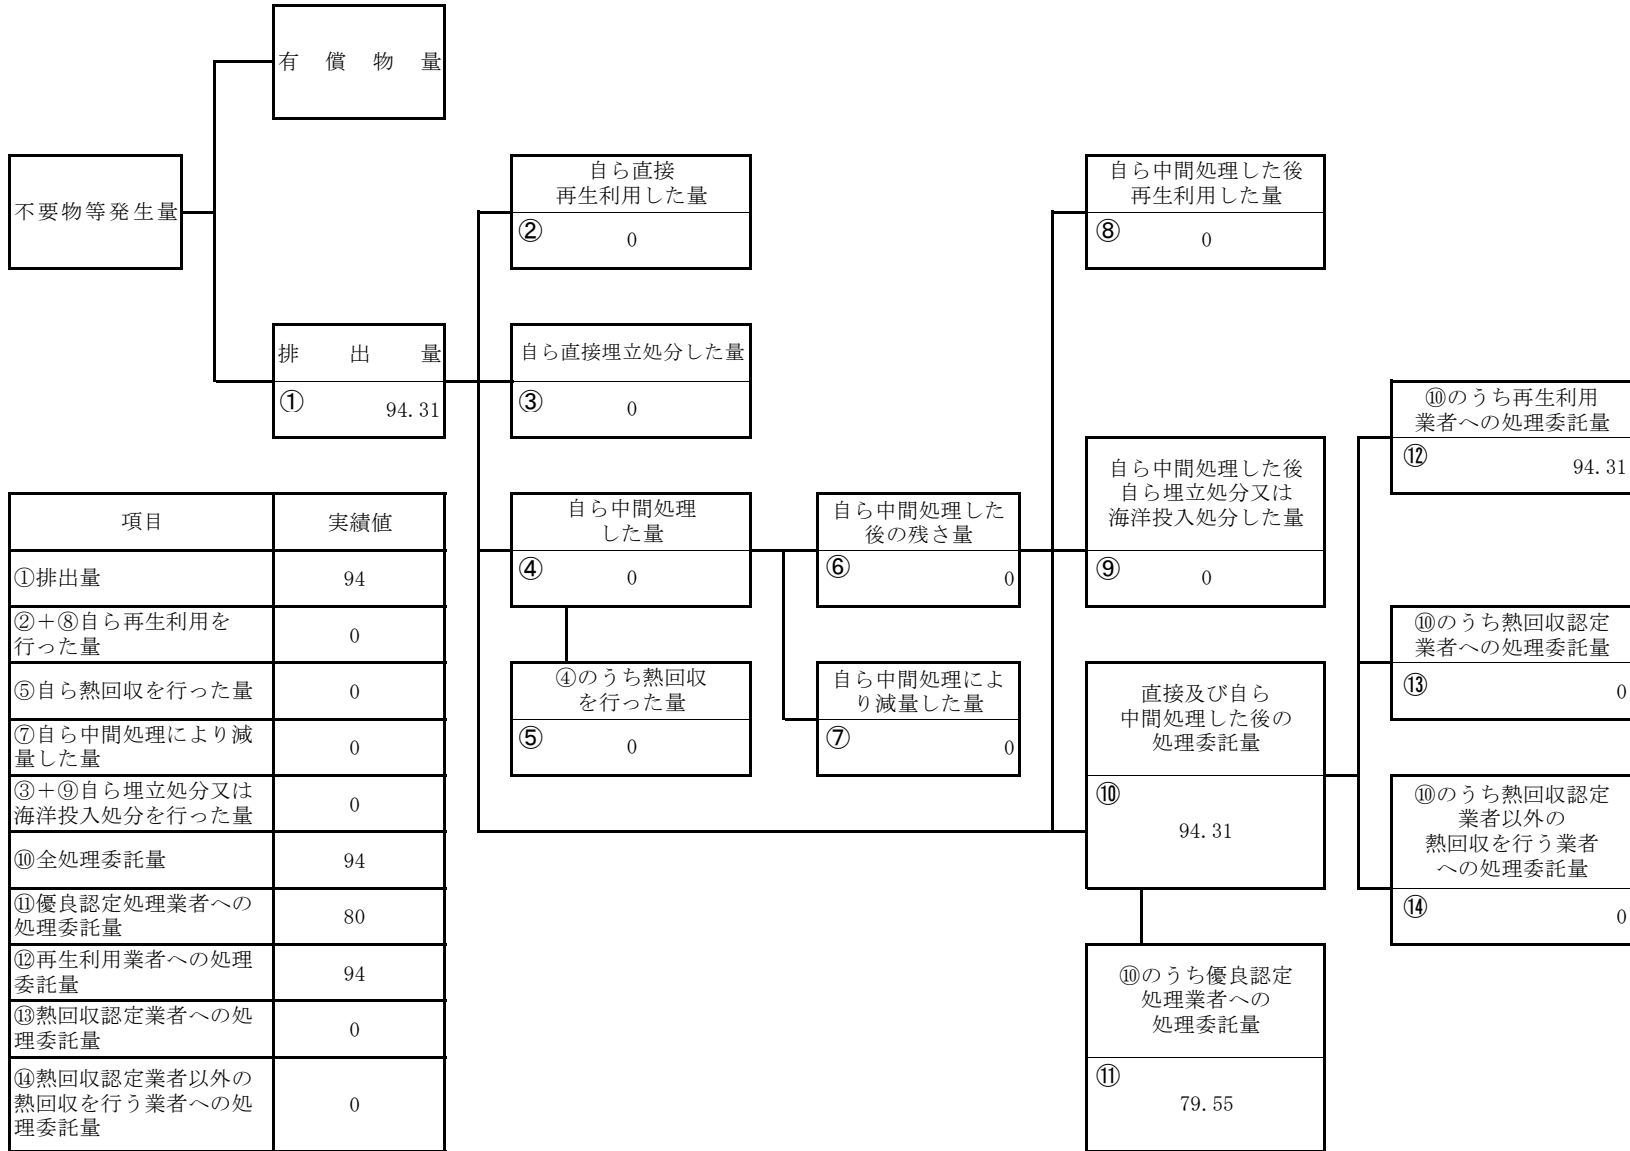 有償物量
不要物等発生量
自ら直接
再生利用した量
② 0
自ら中間処理した後
再生利用した量
⑧ 0
排出量
① 94.31
自ら直接埋立処分した量
③ 0
⑩のうち再生利用
業者への処理委託量
⑫ 94.31
自ら中間処理
した量
④ 0
自ら中間処理した
後の残さ量
⑥ 0
自ら中間処理した後
自ら埋立処分又は
海洋投入処分した量
⑨ 0
④のうち熱回収
を行った量
⑤ 0
自ら中間処理によ
り減量した量
⑦ 0
直接及び自ら
中間処理した後の
処理委託量
⑩
94.31
⑩のうち熱回収認定
業者への処理委託量
⑬ 0
⑩のうち熱回収認定
業者以外の
熱回収を行う業者
への処理委託量
⑭ 0
⑩のうち優良認定
処理業者への
処理委託量
⑪
79.55
項目 実績値
①排出量 94
②＋⑧自ら再生利用を
行った量 0
⑤自ら熱回収を行った量 0
⑦自ら中間処理により減
量した量 0
③＋⑨自ら埋立処分又は
海洋投入処分を行った量 0
⑩全処理委託量 94
⑪優良認定処理業者への
処理委託量 80
⑫再生利用業者への処理
委託量 94
⑬熱回収認定業者への処
理委託量 0
⑭熱回収認定業者以外の
熱回収を行う業者への処
理委託量 0